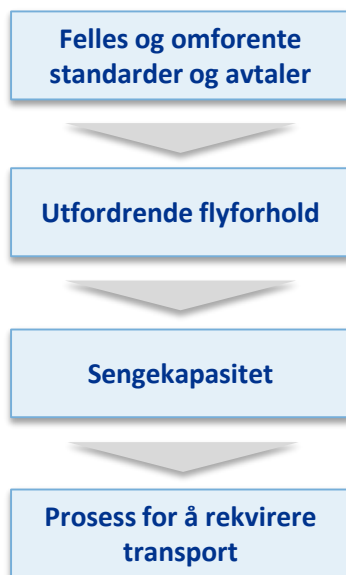 Felles og omforente
standarder og avtaler
Utfordrende flyforhold
Sengekapasitet
Prosess for å rekvirere
transport